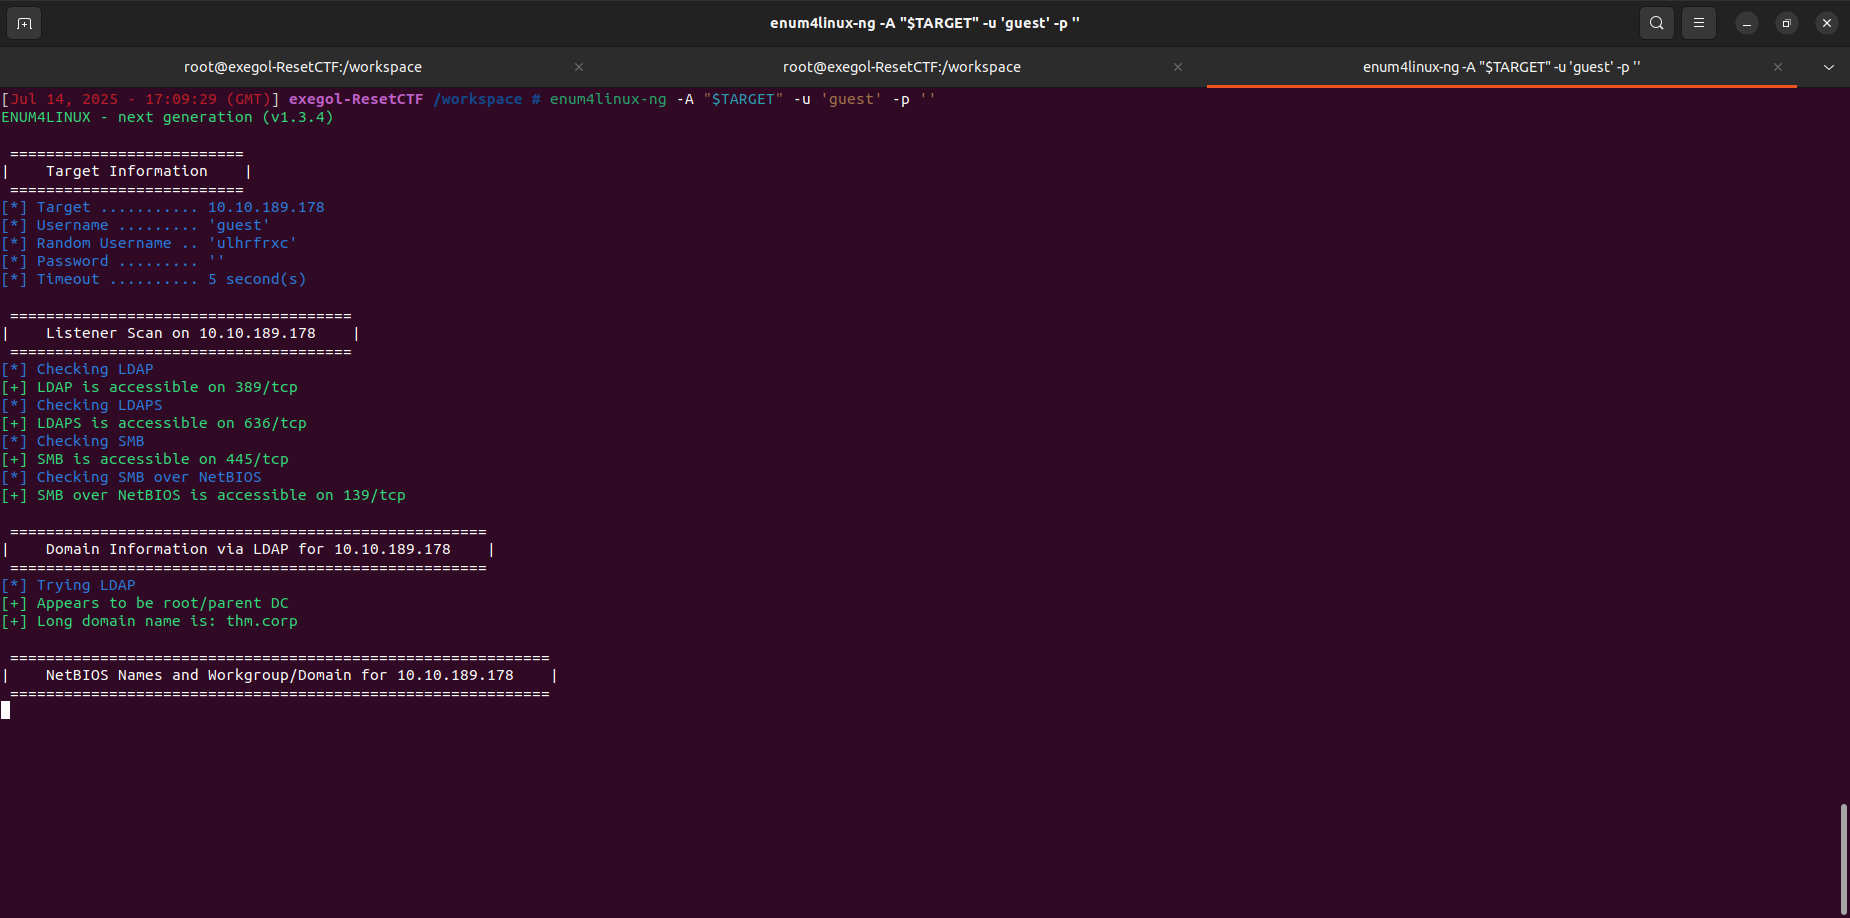 enum4linux-ng -A "$TARGET" -u 'guest' -p ''
root@exegol-ResetCTF:/workspace
root@exegol-ResetCTF:/workspace
enum4linux-ng -A "$TARGET" -u 'guest' -p ''
[Jul 14, 2025 - 17:09:29 (GMT)] exegol-ResetCTF /workspace # enum4linux-ng -A "$TARGET" -u 'guest' -p ''
ENUM4LINUX - next generation (v1.3.4)
 ==========================
|    Target Information    |
 ==========================
[*] Target ........... 10.10.189.178
[*] Username ......... 'guest'
[*] Random Username .. 'ulhrfrxc'
[*] Password ......... ''
[*] Timeout .......... 5 second(s)
 ======================================
|    Listener Scan on 10.10.189.178    |
 ======================================
[*] Checking LDAP
[+] LDAP is accessible on 389/tcp
[*] Checking LDAPS
[+] LDAPS is accessible on 636/tcp
[*] Checking SMB
[+] SMB is accessible on 445/tcp
[*] Checking SMB over NetBIOS
[+] SMB over NetBIOS is accessible on 139/tcp
 =====================================================
|    Domain Information via LDAP for 10.10.189.178    |
 =====================================================
[*] Trying LDAP
[+] Appears to be root/parent DC
[+] Long domain name is: thm.corp
 ============================================================
|    NetBIOS Names and Workgroup/Domain for 10.10.189.178    |
 ============================================================